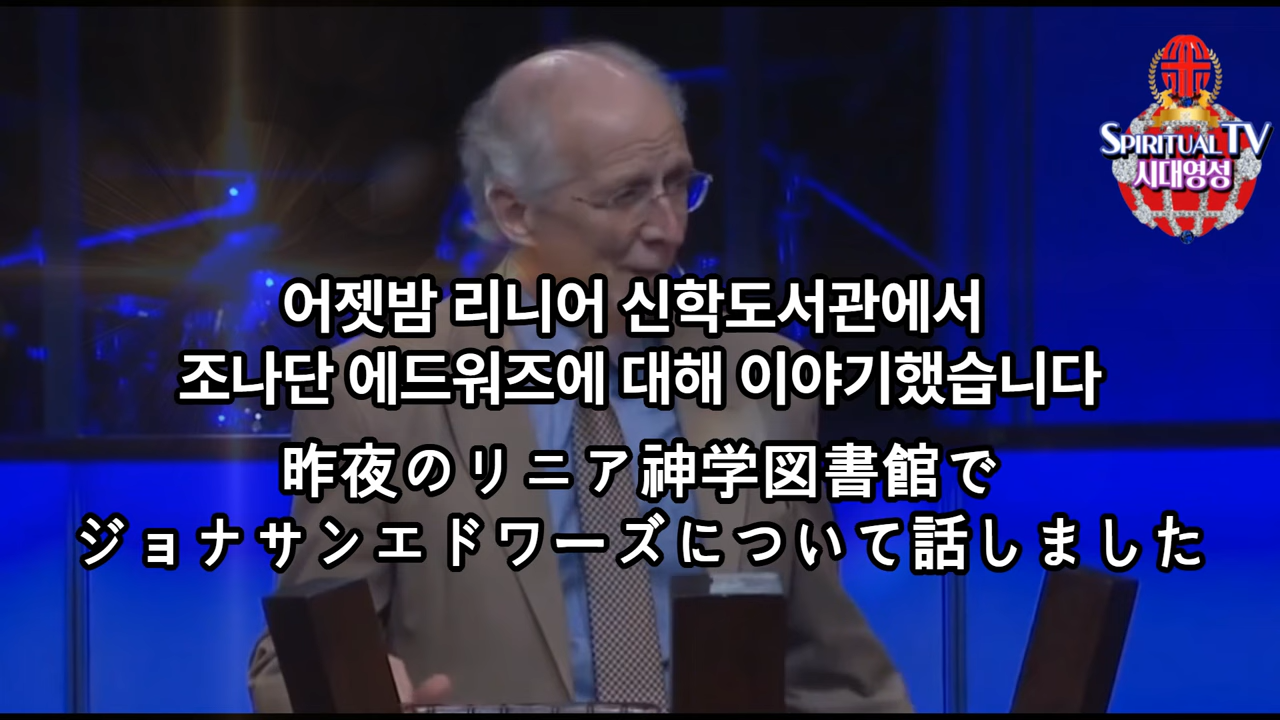 SPIRITUAL TV
시대영성
어젯밤 리니어 신학도서관에서
조나단 에드워즈에 대해 이야기했습니다
昨夜のリニア神学図書館で
ジョナサンエドワーズについて話しました